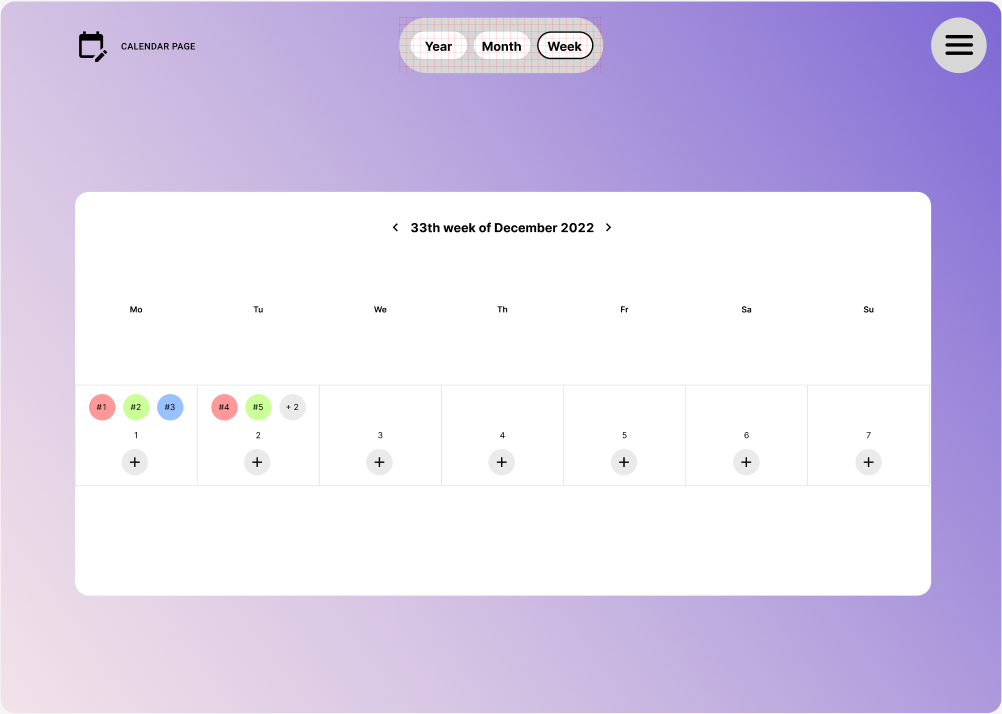 CALENDAR PAGE
Year Month Week
33th week of December 2022
Mo Tu We Th Fr Sa Su
#1 #2 #3 #4 #5 + 2
1 2 3 4 5 6 7